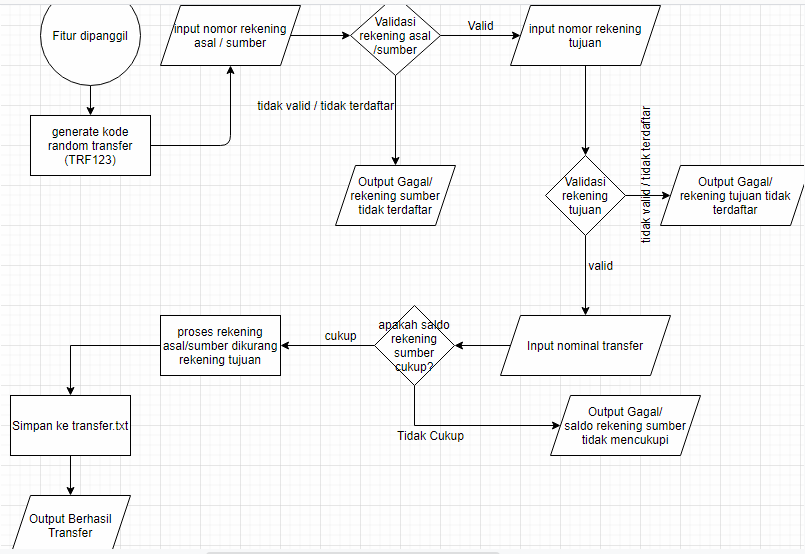 Fitur dipanggil
input nomor rekening
asal / sumber
Validasi
rekening asal
/sumber
Valid
input nomor rekening
tujuan
generate kode
random transfer
(TRF123)
tidak valid / tidak terdaftar
Output Gagal/
rekening sumber
tidak terdaftar
Validasi
rekening
tujuan
tidak valid / tidak terdaftar
Output Gagal/
rekening tujuan tidak
terdaftar
valid
Input nominal transfer
apakah saldo
rekening
sumber
cukup?
cukup
proses rekening
asal/sumber dikurang
rekening tujuan
Tidak Cukup
Output Gagal/
saldo rekening sumber
tidak mencukupi
Simpan ke transfer.txt
Output Berhasil
Transfer